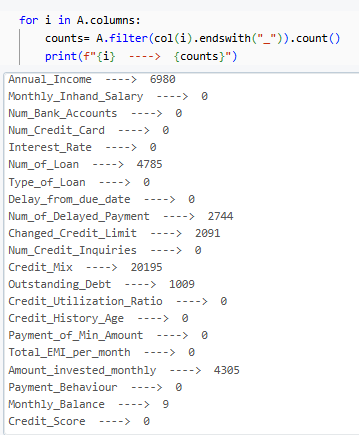 for i in A.columns:
counts= A.filter(col(i).endswith("_")).count()
print(f"{i}  ---->  {counts}")
Annual_Income  ---->  6980
Monthly_Inhand_Salary  ---->  0
Num_Bank_Accounts  ---->  0
Num_Credit_Card  ---->  0
Interest_Rate  ---->  0
Num_of_Loan  ---->  4785
Type_of_Loan  ---->  0
Delay_from_due_date  ---->  0
Num_of_Delayed_Payment  ---->  2744
Changed_Credit_Limit  ---->  2091
Num_Credit_Inquiries  ---->  0
Credit_Mix  ---->  20195
Outstanding_Debt  ---->  1009
Credit_Utilization_Ratio  ---->  0
Credit_History_Age  ---->  0
Payment_of_Min_Amount  ---->  0
Total_EMI_per_month  ---->  0
Amount_invested_monthly  ---->  4305
Payment_Behaviour  ---->  0
Monthly_Balance  ---->  9
Credit_Score  ---->  0